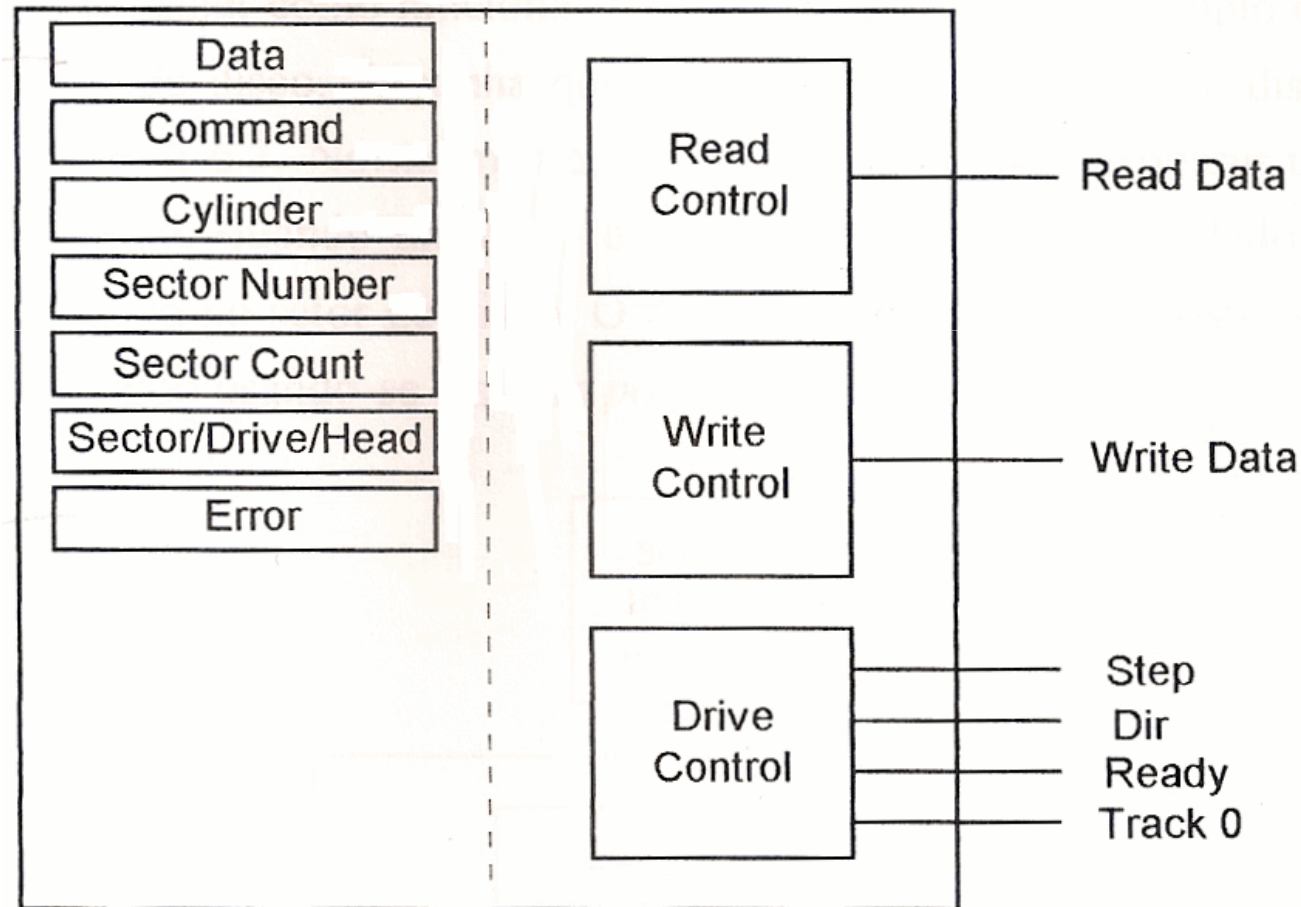 Data
Command
Cylinder
Sector Number
Sector Count
Sector/Drive/Head
Error
Read
Control
Read Data
Write
Control
Write Data
Drive
Control
Step
Dir
Ready
Track 0